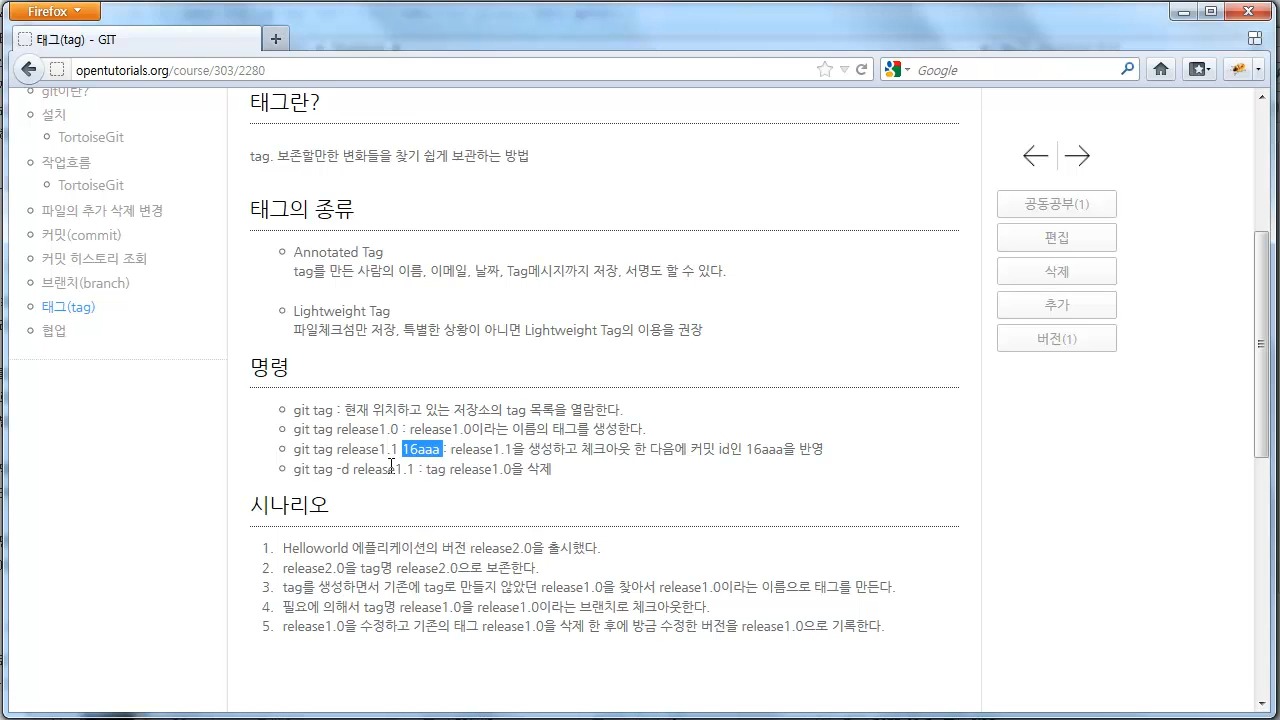 Firefox
태그(tag) - GIT
opentutorials.org/course/303/2280
Google
git이란?
설치
TortoiseGit
작업흐름
TortoiseGit
파일의 추가 삭제 변경
커밋(commit)
커밋 히스토리 조회
브랜치(branch)
태그(tag)
협업
태그란?
tag. 보존할만한 변화들을 찾기 쉽게 보관하는 방법
태그의 종류
Annotated Tag
tag를 만든 사람의 이름, 이메일, 날짜, Tag메시지까지 저장, 서명도 할 수 있다.
Lightweight Tag
파일체크섬만 저장, 특별한 상황이 아니면 Lightweight Tag의 이용을 권장
명령
git tag : 현재 위치하고 있는 저장소의 tag 목록을 열람한다.
git tag release1.0 : release1.0이라는 이름의 태그를 생성한다.
git tag release1.1 16aaa : release1.1을 생성하고 체크아웃 한 다음에 커밋 id인 16aaa을 반영
git tag -d release1.1 : tag release1.0을 삭제
시나리오
1. Helloworld 에플리케이션의 버전 release2.0을 출시했다.
2. release2.0을 tag명 release2.0으로 보존한다.
3. tag를 생성하면서 기존에 tag로 만들지 않았던 release1.0을 찾아서 release1.0이라는 이름으로 태그를 만든다.
4. 필요에 의해서 tag명 release1.0을 release1.0이라는 브랜치로 체크아웃한다.
5. release1.0을 수정하고 기존의 태그 release1.0을 삭제 한 후에 방금 수정한 버전을 release1.0으로 기록한다.
공동공부(1)
편집
삭제
추가
버전(1)